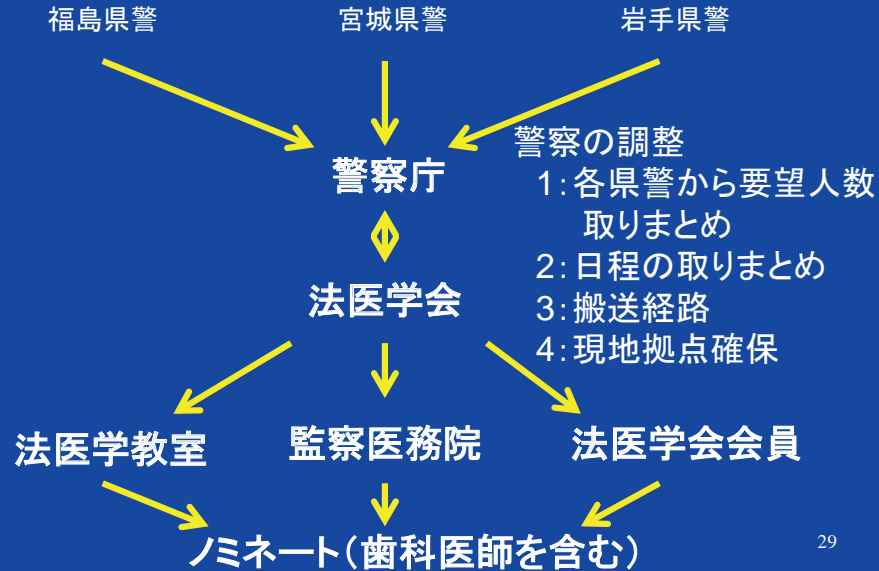 福島県警
宮城県警
岩手県警
警察庁
警察の調整
1:各県警から要望人数
取りまとめ
2:日程の取りまとめ
3:搬送経路
4:現地拠点確保
法医学会
法医学教室
監察医務院
法医学会会員
ノミネート(歯科医師を含む)
29